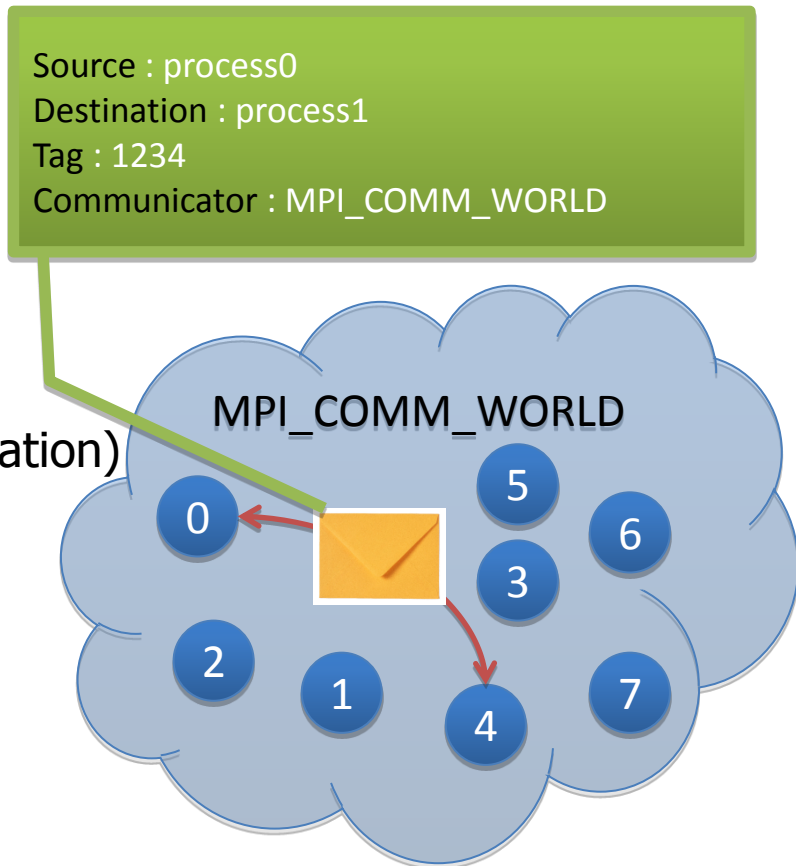 Source : process0
Destination : process1
Tag : 1234
Communicator : MPI_COMM_WORLD
MPI_COMM_WORLD
ation)
5
0
6
3
2
1
7
4